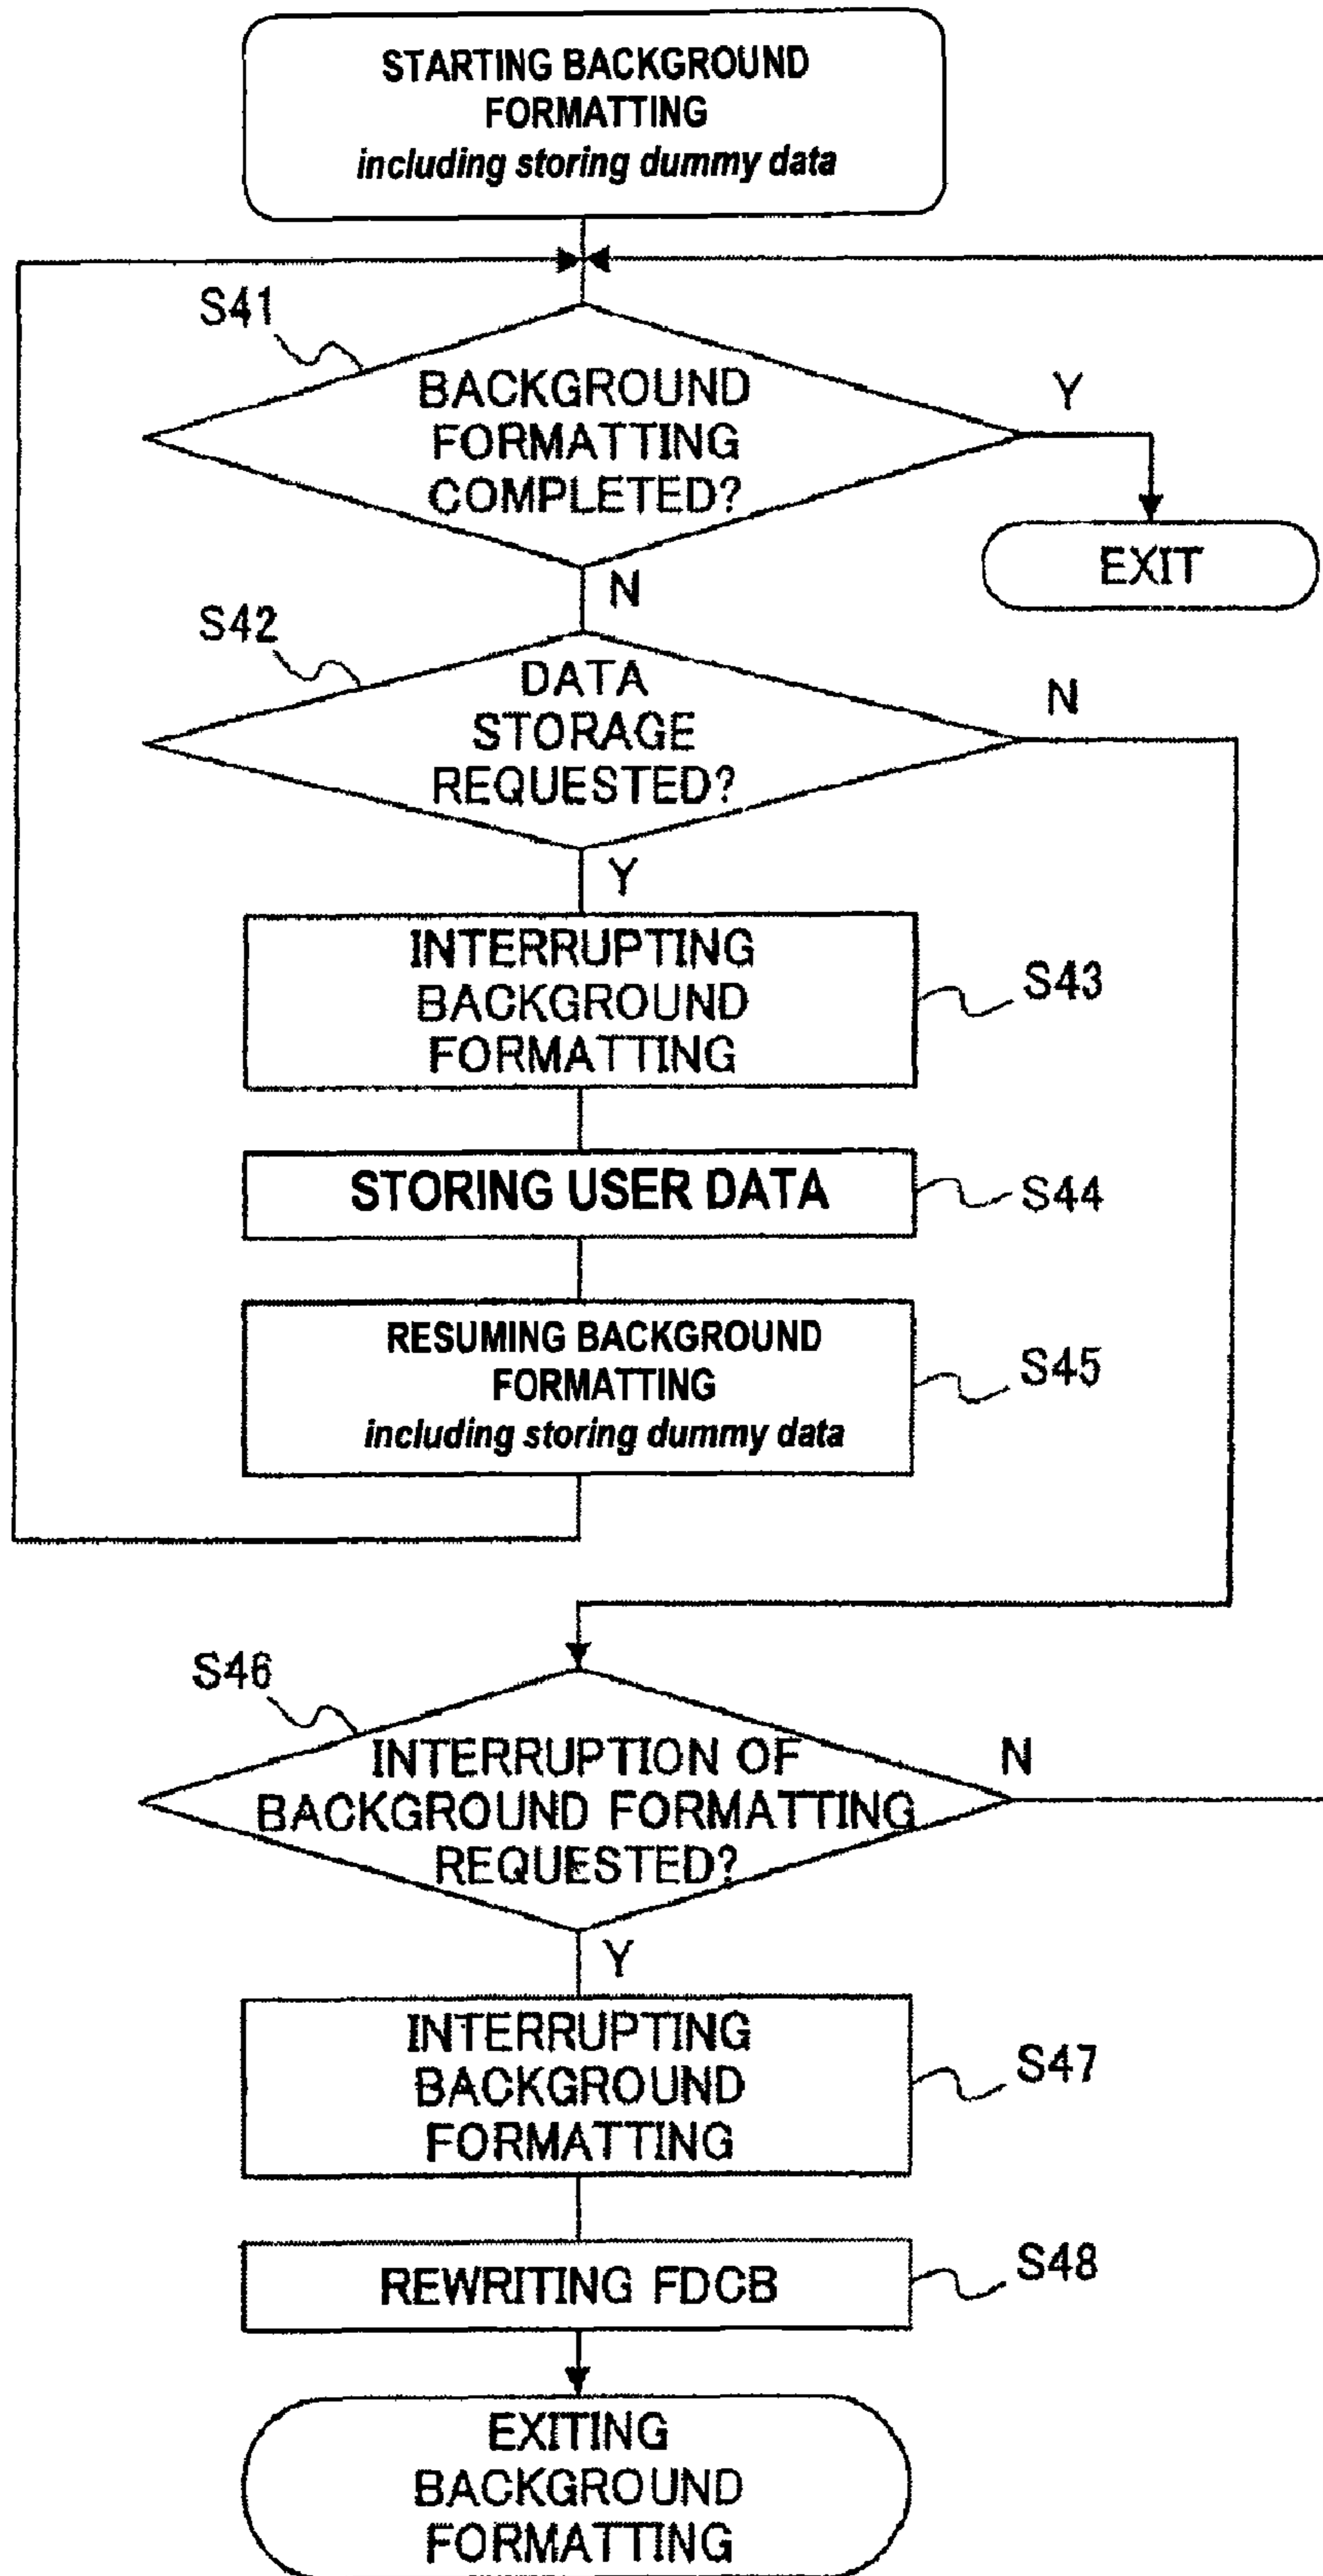 STARTING BACKGROUND
FORMATTING
including storing dummy data
S41
BACKGROUND
FORMATTING
COMPLETED?
Y
EXIT
N
S42
DATA
STORAGE
REQUESTED?
N
Y
INTERRUPTING
BACKGROUND
FORMATTING
S43
STORING USER DATA
S44
RESUMING BACKGROUND
FORMATTING
including storing dummy data
S45
S46
INTERRUPTION OF
BACKGROUND FORMATTING
REQUESTED?
N
Y
INTERRUPTING
BACKGROUND
FORMATTING
S47
REWRITING FDCB
S48
EXITING
BACKGROUND
FORMATTING